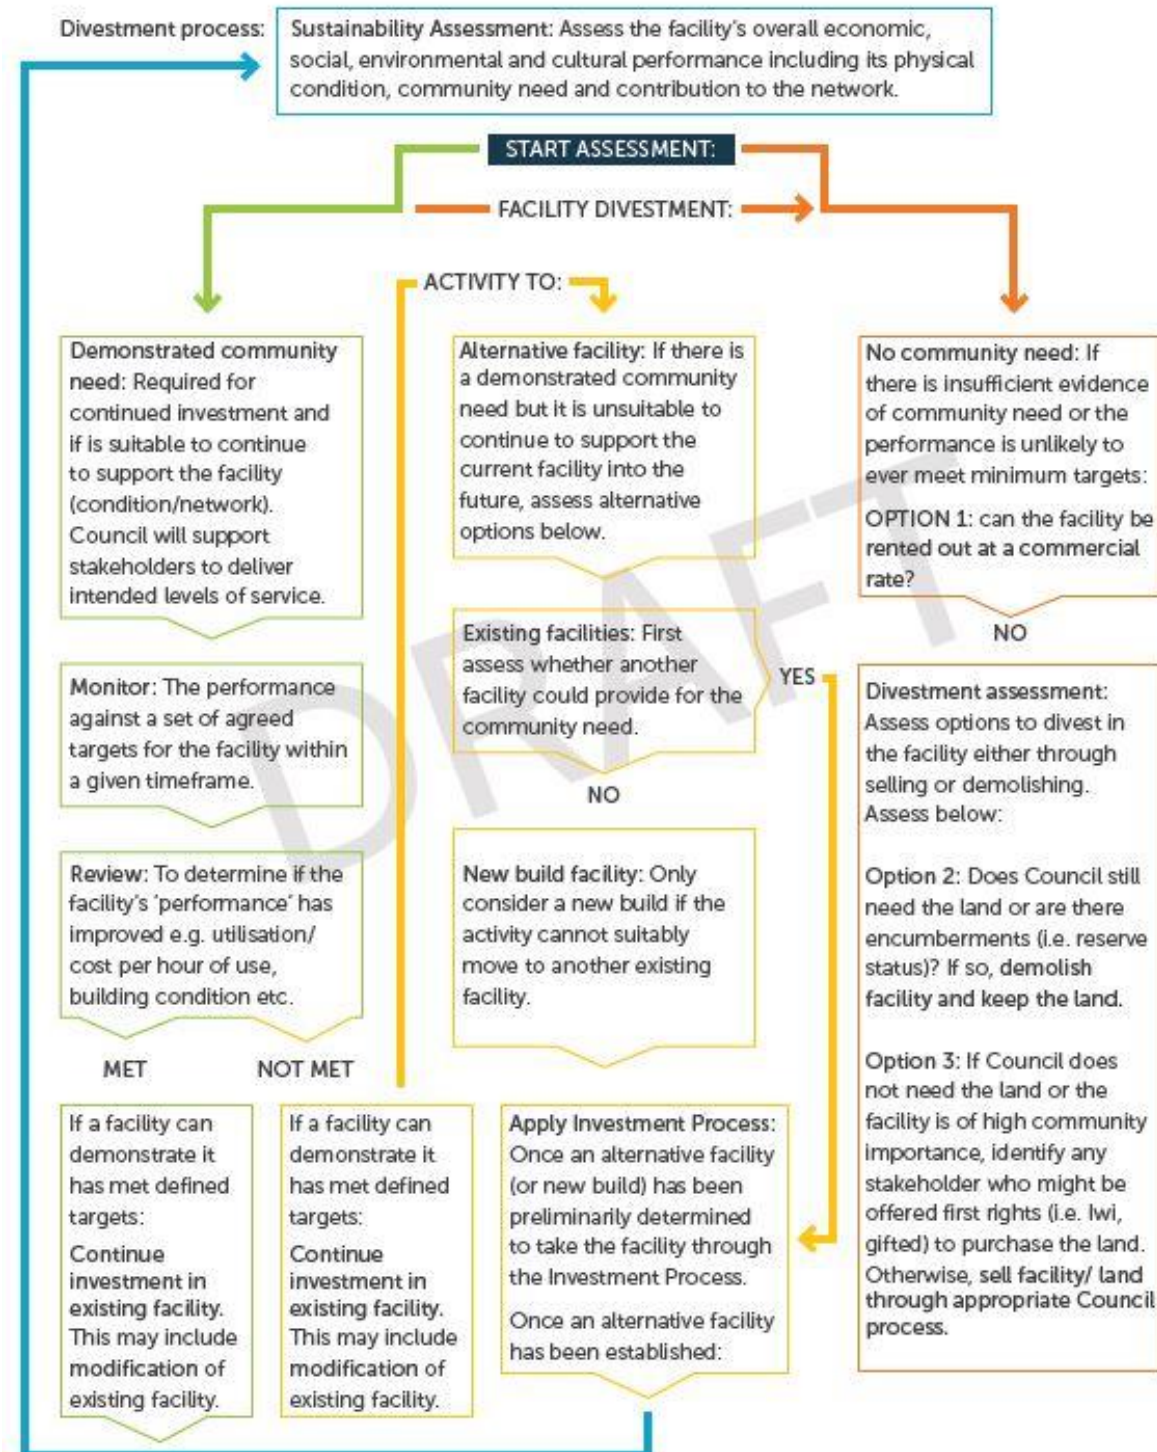 Divestment process:
Sustainability Assessment: Assess the facility's overall economic,
social, environmental and cultural performance including its physical
condition, community need and contribution to the network.
START ASSESSMENT:
FACILITY DIVESTMENT:
ACTIVITY TO:
Demonstrated community
need: Required for
continued investment and
if is suitable to continue
to support the facility
(condition/network).
Council will support
stakeholders to deliver
intended levels of service.
Monitor: The performance
against a set of agreed
targets for the facility within
a given timeframe.
Review: To determine if the
facility's 'performance' has
improved e.g. utilisation/
cost per hour of use,
building condition etc.
MET
NOT MET
If a facility can
demonstrate it
has met defined
targets:
Continue
investment in
existing facility.
This may include
modification of
existing facility.
If a facility can
demonstrate it
has met defined
targets:
Continue
investment in
existing facility.
This may include
modification of
existing facility.
Alternative facility: If there is
a demonstrated community
need but it is unsuitable to
continue to support the
current facility into the
future, assess alternative
options below.
Existing facilities: First
assess whether another
facility could provide for the
community need.
YES
NO
New build facility: Only
consider a new build if the
activity cannot suitably
move to another existing
facility.
Apply Investment Process:
Once an alternative facility
(or new build) has been
preliminarily determined
to take the facility through
the Investment Process.
Once an alternative facility
has been established:
No community need: If
there is insufficient evidence
of community need or the
performance is unlikely to
ever meet minimum targets:
OPTION 1: can the facility be
rented out at a commercial
rate?
NO
Divestment assessment:
Assess options to divest in
the facility either through
selling or demolishing.
Assess below:
Option 2: Does Council still
need the land or are there
encumberments (i.e. reserve
status)? If so, demolish
facility and keep the land.
Option 3: If Council does
not need the land or the
facility is of high community
importance, identify any
stakeholder who might be
offered first rights (i.e. Iwi,
gifted) to purchase the land.
Otherwise, sell facility/ land
through appropriate Council
process.
DRAFT